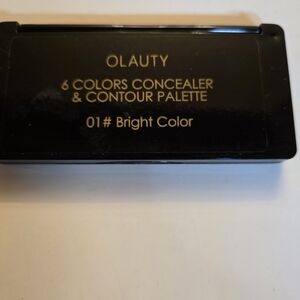 OLAUTY
6 COLORS CONCEALER
& CONTOUR PALETTE
01# Bright Color